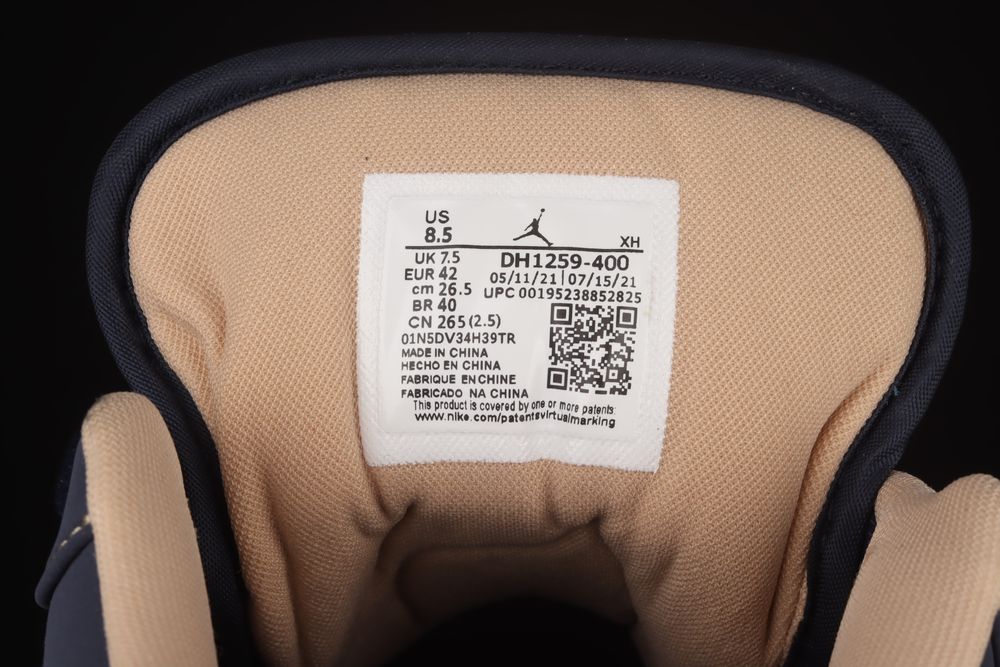 US
8.5
XH
UK 7.5
EUR 42
cm 26.5
BR 40
CN 265 (2.5)
DH1259-400
05/11/21 | 07/15/21
UPC 00195238852825
01N5DV34H39TR
MADE IN CHINA
HECHO EN CHINA
FABRIQUE EN CHINE
FABRICADO NA CHINA
This product is covered by one or more patents:
www.nike.com/patentsvirtualmarking